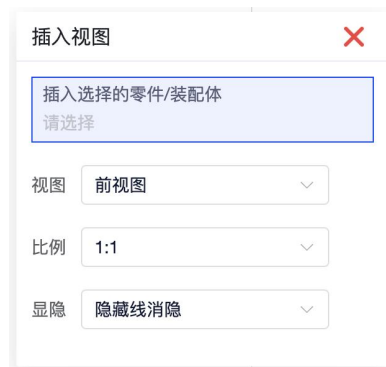 插入视图
插入选择的零件/装配体
请选择
视图 前视图
比例 1:1
显隐 隐藏线消隐